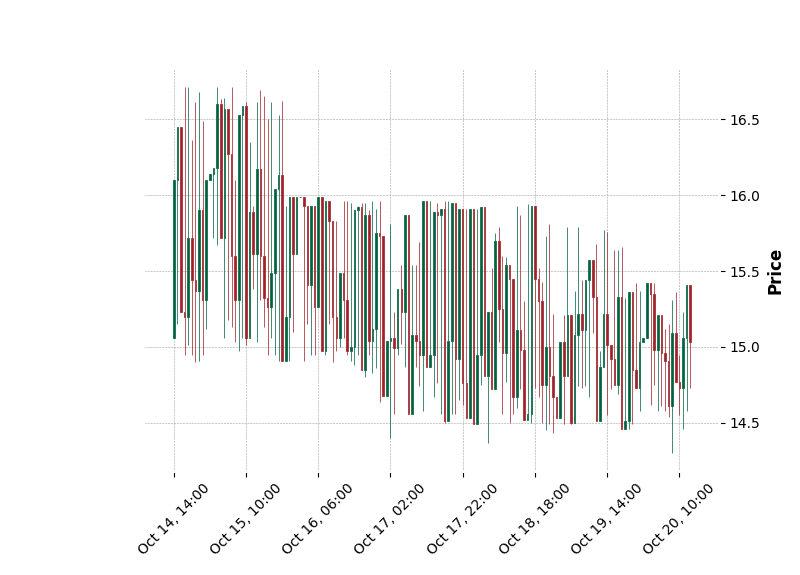 16.5
16.0
15.5
15.0
14.5
Price
Oct 14, 14:00
Oct 15, 10:00
Oct 16, 06:00
Oct 17, 02:00
Oct 17, 22:00
Oct 18, 18:00
Oct 19, 14:00
Oct 20, 10:00